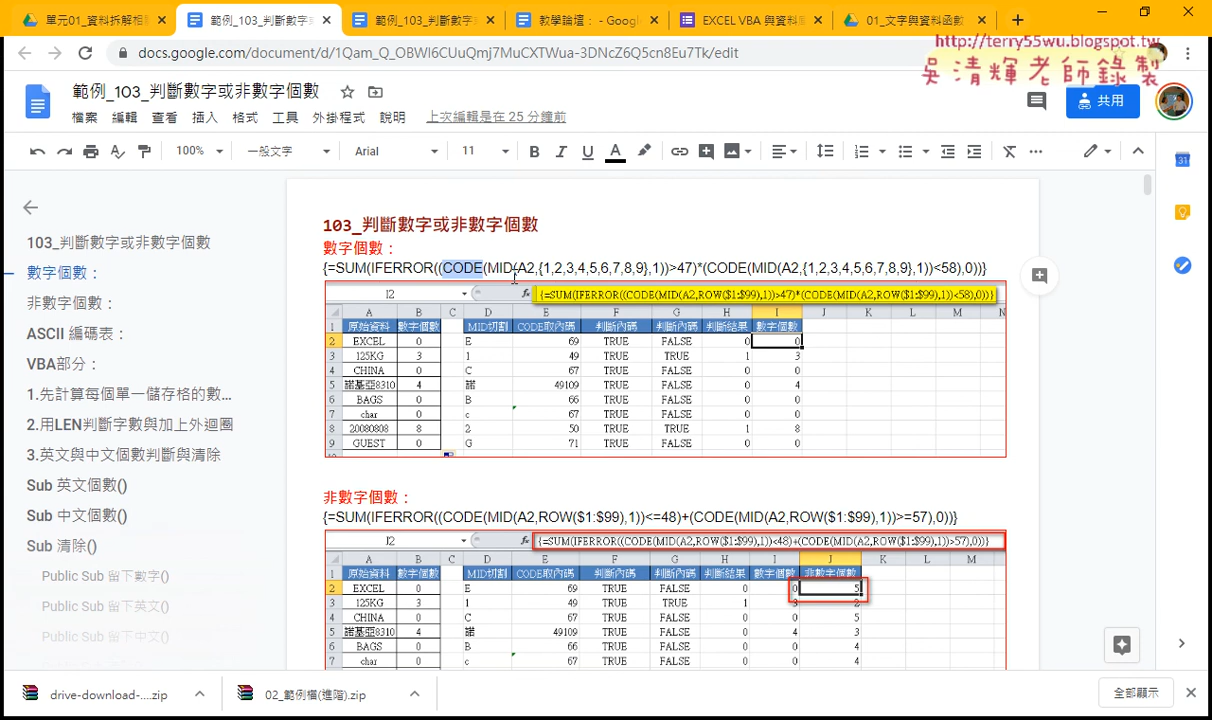 單元01_資料拆解相
範例_103_判斷數字
範例_103_判斷數字
教學論壇： - Googl
EXCEL VBA 與資料
01_文字與資料函數
docs.google.com/document/d/1Qam_Q_OBWl6CUuQmj7MuCXTWua-3DNcZ6Q5cn8Eu7Tk/edit
http://terry55wu.blogspot.tw
吳清輝老師錄製
範例_103_判斷數字或非數字個數
共用
檔案 編輯 查看 插入 格式 工具 外掛程式 說明 上次編輯是在 25 分鐘前
100% 一般文字 Arial 11 B I U A
31
103_判斷數字或非數字個數
數字個數：
非數字個數：
ASCII 編碼表：
VBA部分：
1.先計算每個單一儲存格的數...
2.用LEN判斷字數與加上外迴圈
3.英文與中文個數判斷與清除
Sub 英文個數()
Sub 中文個數()
Sub 清除()
Public Sub 留下數字()
Public Sub 留下英文()
Public Sub 留下中文()
103_判斷數字或非數字個數
數字個數：
{=SUM(IFERROR((CODE(MID(A2,{1,2,3,4,5,6,7,8,9},1))>47)*(CODE(MID(A2,{1,2,3,4,5,6,7,8,9},1))<58),0))}
I2 fx {=SUM(IFERROR((CODE(MID(A2,ROW($1:$99),1))>47)*(CODE(MID(A2,ROW($1:$99),1))<58),0))}
A B C D E F G H I J K L M N
1 原始資料 數字個數 MID切割 CODE取內碼 判斷內碼 判斷內碼 判斷結果 數字個數
2 EXCEL 0 E 69 TRUE FALSE 0 0
3 125KG 3 1 49 TRUE TRUE 1 3
4 CHINA 0 C 67 TRUE FALSE 0 0
5 諾基亞8310 4 諾 49109 TRUE FALSE 0 4
6 BAGS 0 B 66 TRUE FALSE 0 0
7 char 0 c 67 TRUE FALSE 0 0
8 20080808 8 2 50 TRUE TRUE 1 8
9 GUEST 0 G 71 TRUE FALSE 0 0
非數字個數：
{=SUM(IFERROR((CODE(MID(A2,ROW($1:$99),1))<=48)+(CODE(MID(A2,ROW($1:$99),1))>=57),0))}
J2 fx {=SUM(IFERROR((CODE(MID(A2,ROW($1:$99),1))<48)+(CODE(MID(A2,ROW($1:$99),1))>57),0))}
A B C D E F G H I J K L M
1 原始資料 數字個數 MID切割 CODE取內碼 判斷內碼 判斷內碼 判斷結果 數字個數 非數字個數
2 EXCEL 0 E 69 TRUE FALSE 0 0 5
3 125KG 3 1 49 TRUE TRUE 1 3 2
4 CHINA 0 C 67 TRUE FALSE 0 0 5
5 諾基亞8310 4 諾 49109 TRUE FALSE 0 4 3
6 BAGS 0 B 66 TRUE FALSE 0 0 4
7 char 0 c 67 TRUE FALSE 0 0 4
drive-download-....zip
02_範例檔(進階).zip
全部顯示